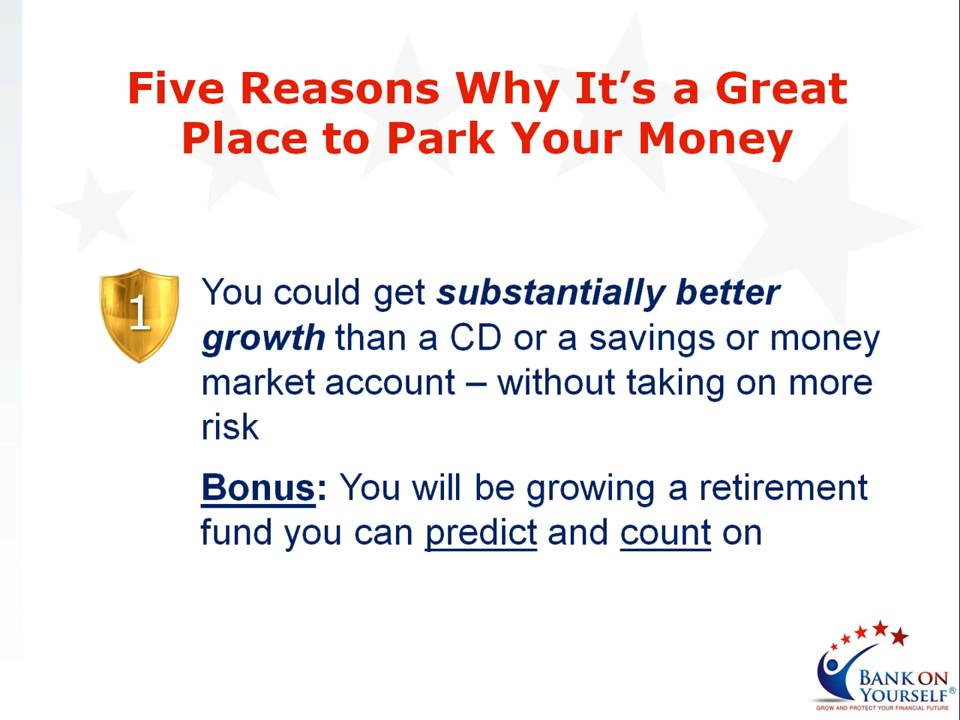 Five Reasons Why It’s a Great
Place to Park Your Money
1
You could get substantially better
growth than a CD or a savings or money
market account – without taking on more
risk
Bonus: You will be growing a retirement
fund you can predict and count on
BANK ON
YOURSELF®
GROW AND PROTECT YOUR FINANCIAL FUTURE